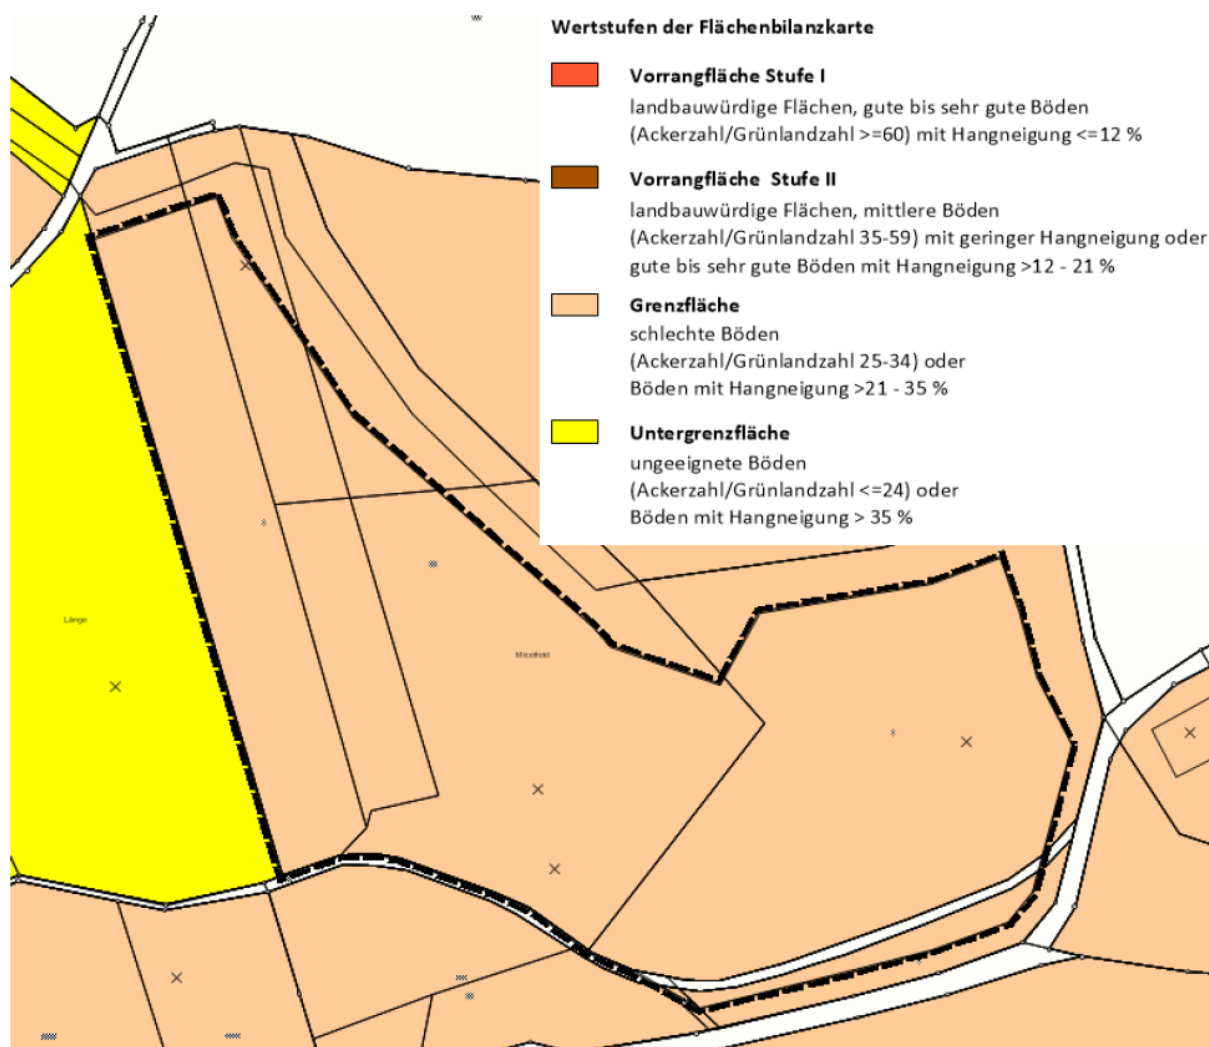 Wertstufen der Flächenbilanzkarte
Vorrangfläche Stufe I
landbauwürdige Flächen, gute bis sehr gute Böden
(Ackerzahl/Grünlandzahl >=60) mit Hangneigung <=12 %
Vorrangfläche Stufe II
landbauwürdige Flächen, mittlere Böden
(Ackerzahl/Grünlandzahl 35-59) mit geringer Hangneigung oder
gute bis sehr gute Böden mit Hangneigung >12 - 21 %
Grenzfläche
schlechte Böden
(Ackerzahl/Grünlandzahl 25-34) oder
Böden mit Hangneigung >21 - 35 %
Untergrenzfläche
ungeeignete Böden
(Ackerzahl/Grünlandzahl <=24) oder
Böden mit Hangneigung > 35 %
Länge